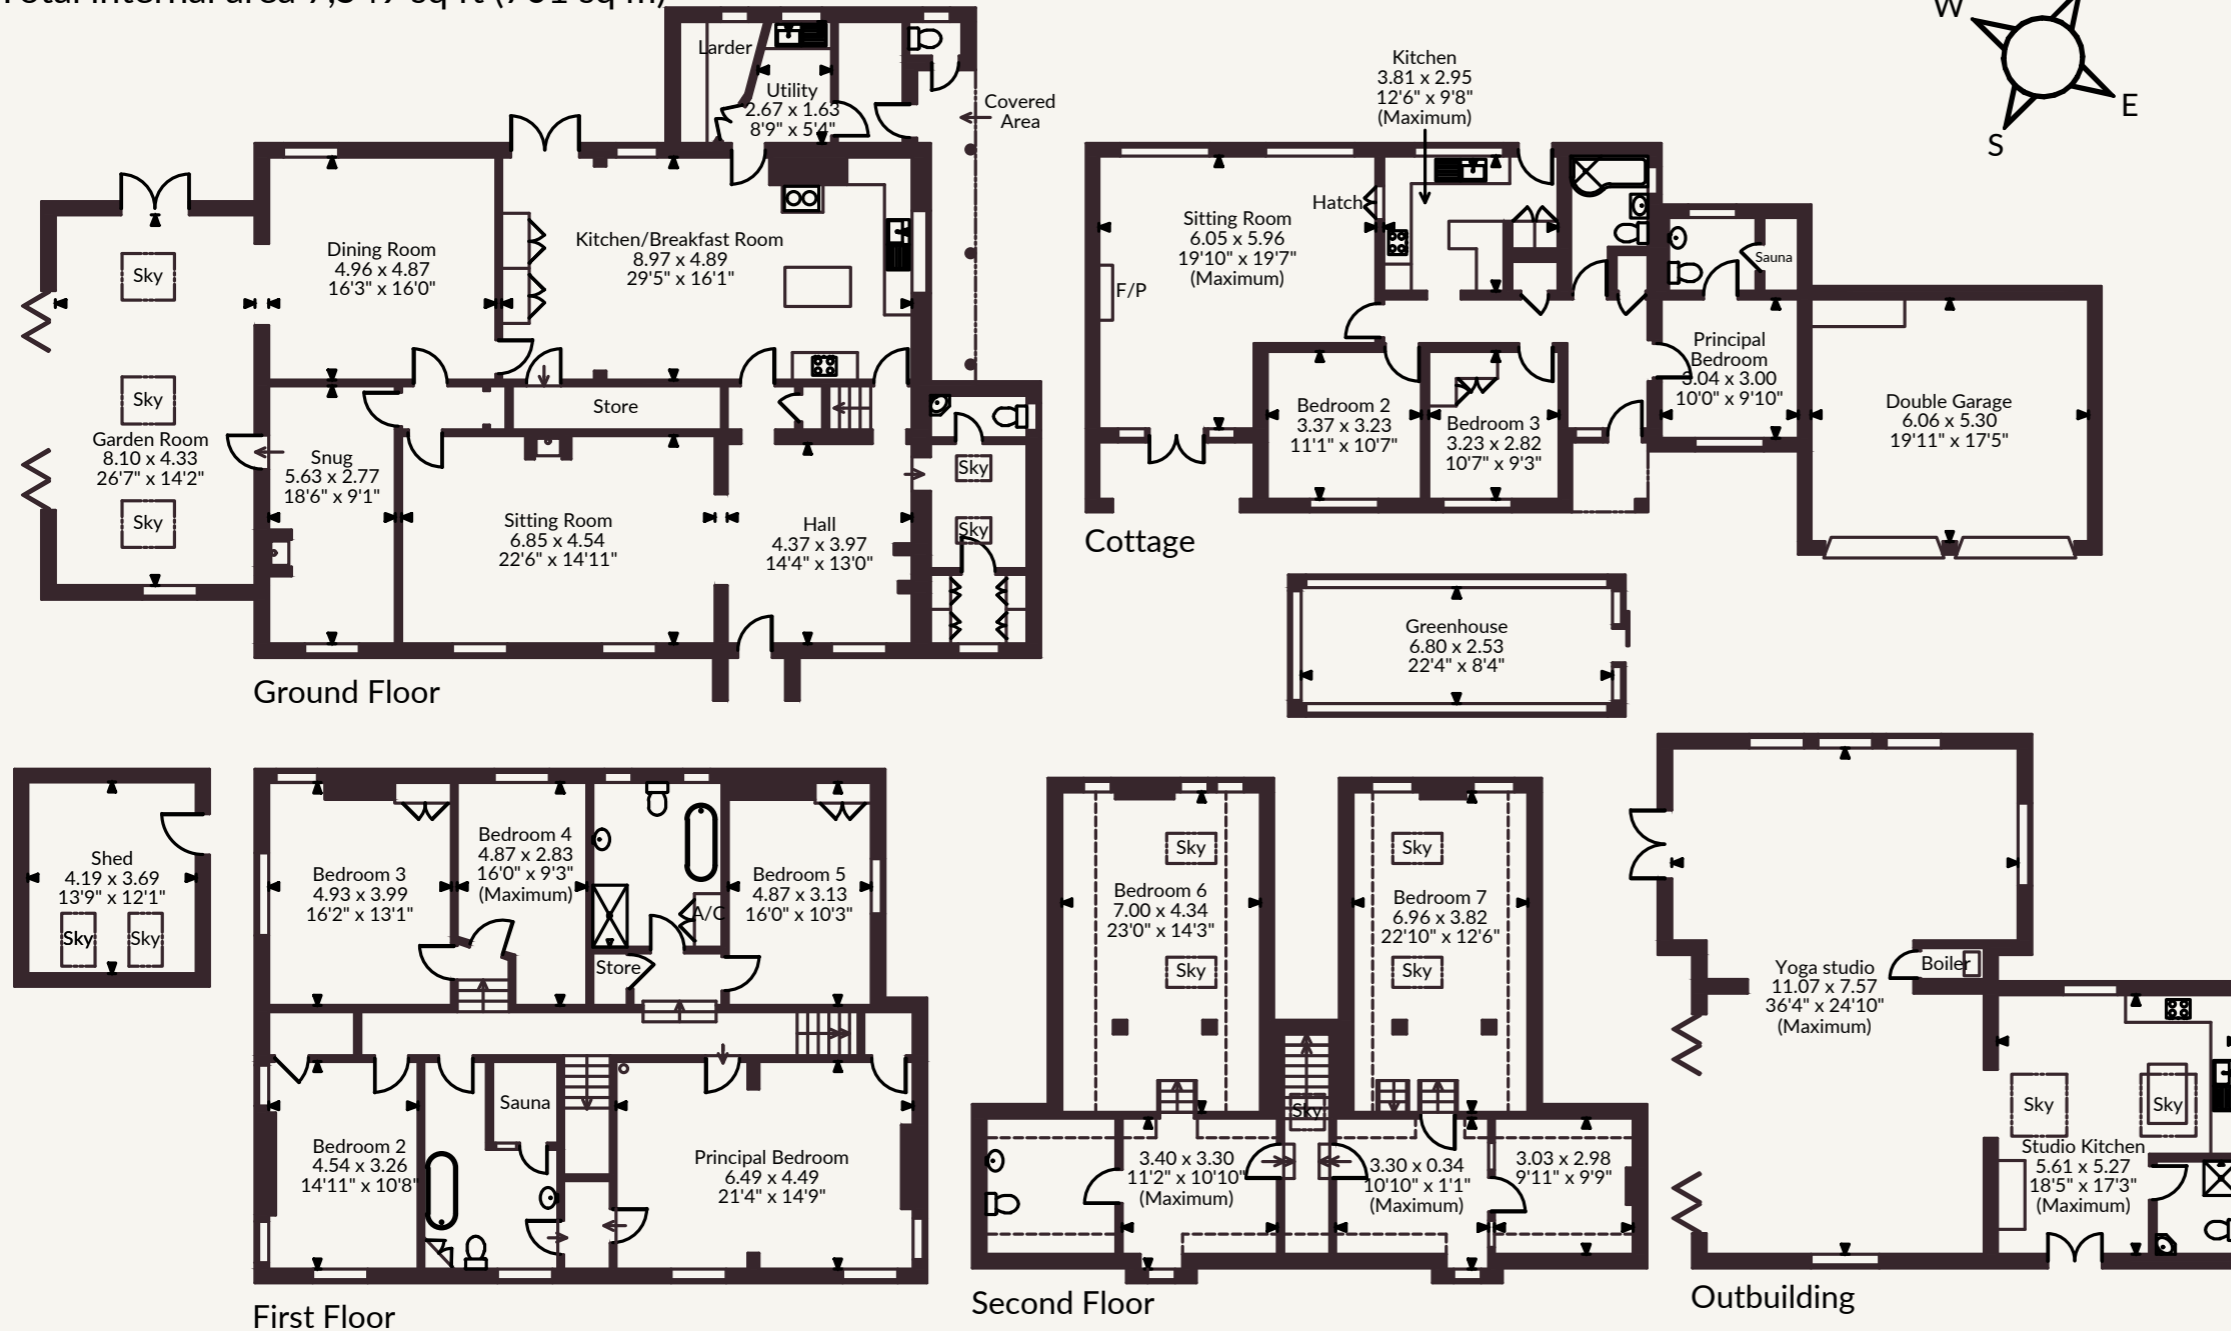 W
E
S
Larder
Utility
2.67 x 1.63
8'9" x 5'4"
Covered
Area
Dining Room
4.96 x 4.87
16'3" x 16'0"
Kitchen/Breakfast Room
8.97 x 4.89
29'5" x 16'1"
Sky
Sky
Garden Room
8.10 x 4.33
26'7" x 14'2"
Sky
Store
Snug
5.63 x 2.77
18'6" x 9'1"
Sitting Room
6.85 x 4.54
22'6" x 14'11"
Hall
4.37 x 3.97
14'4" x 13'0"
Sky
Sky
Ground Floor
Kitchen
3.81 x 2.95
12'6" x 9'8"
(Maximum)
Hatch
Sitting Room
6.05 x 5.96
19'10" x 19'7"
(Maximum)
F/P
Sauna
Principal
Bedroom
3.04 x 3.00
10'0" x 9'10"
Bedroom 2
3.37 x 3.23
11'1" x 10'7"
Bedroom 3
3.23 x 2.82
10'7" x 9'3"
Double Garage
6.06 x 5.30
19'11" x 17'5"
Cottage
Greenhouse
6.80 x 2.53
22'4" x 8'4"
Shed
4.19 x 3.69
13'9" x 12'1"
Sky
Sky
Bedroom 3
4.93 x 3.99
16'2" x 13'1"
Bedroom 4
4.87 x 2.83
16'0" x 9'3"
(Maximum)
A/C
Store
Bedroom 5
4.87 x 3.13
16'0" x 10'3"
Sauna
Bedroom 2
4.54 x 3.26
14'11" x 10'8"
Principal Bedroom
6.49 x 4.49
21'4" x 14'9"
First Floor
Sky
Bedroom 6
7.00 x 4.34
23'0" x 14'3"
Sky
Sky
Bedroom 7
6.96 x 3.82
22'10" x 12'6"
Sky
Sky
3.40 x 3.30
11'2" x 10'10"
(Maximum)
3.30 x 0.34
10'10" x 1'1"
(Maximum)
3.03 x 2.98
9'11" x 9'9"
Second Floor
Yoga studio
11.07 x 7.57
36'4" x 24'10"
(Maximum)
Boiler
Sky
Sky
Studio Kitchen
5.61 x 5.27
18'5" x 17'3"
(Maximum)
Outbuilding